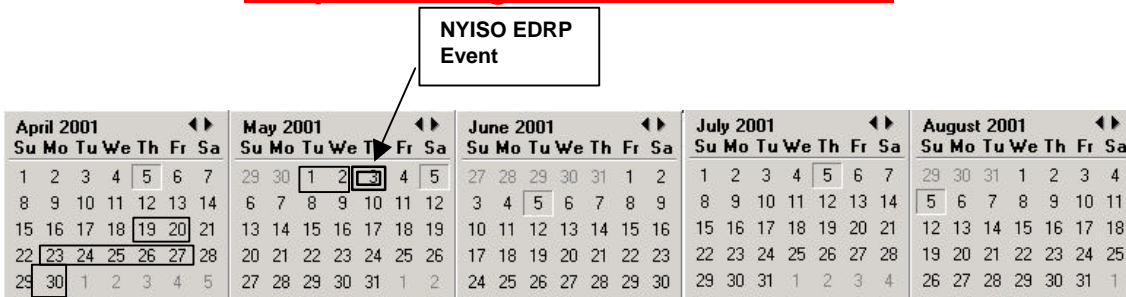 NYISO EDRP
Event
April 2001
Su Mo Tu We Th Fr Sa
1 2 3 4 5 6 7
8 9 10 11 12 13 14
15 16 17 18 19 20 21
22 23 24 25 26 27 28
29 30 1 2 3 4 5
May 2001
Su Mo Tu We Th Fr Sa
29 30 1 2 3 4 5
6 7 8 9 10 11 12
13 14 15 16 17 18 19
20 21 22 23 24 25 26
27 28 29 30 31 1 2
June 2001
Su Mo Tu We Th Fr Sa
27 28 29 30 31 1 2
3 4 5 6 7 8 9
10 11 12 13 14 15 16
17 18 19 20 21 22 23
24 25 26 27 28 29 30
July 2001
Su Mo Tu We Th Fr Sa
1 2 3 4 5 6 7
8 9 10 11 12 13 14
15 16 17 18 19 20 21
22 23 24 25 26 27 28
29 30 31 1 2 3 4
August 2001
Su Mo Tu We Th Fr Sa
29 30 31 1 2 3 4
5 6 7 8 9 10 11
12 13 14 15 16 17 18
19 20 21 22 23 24 25
26 27 28 29 30 31 1